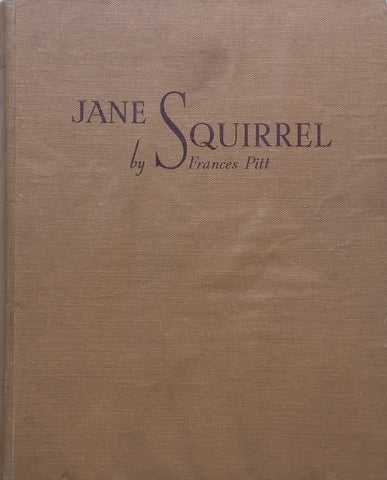 JANE SQUIRREL
by Frances Pitt